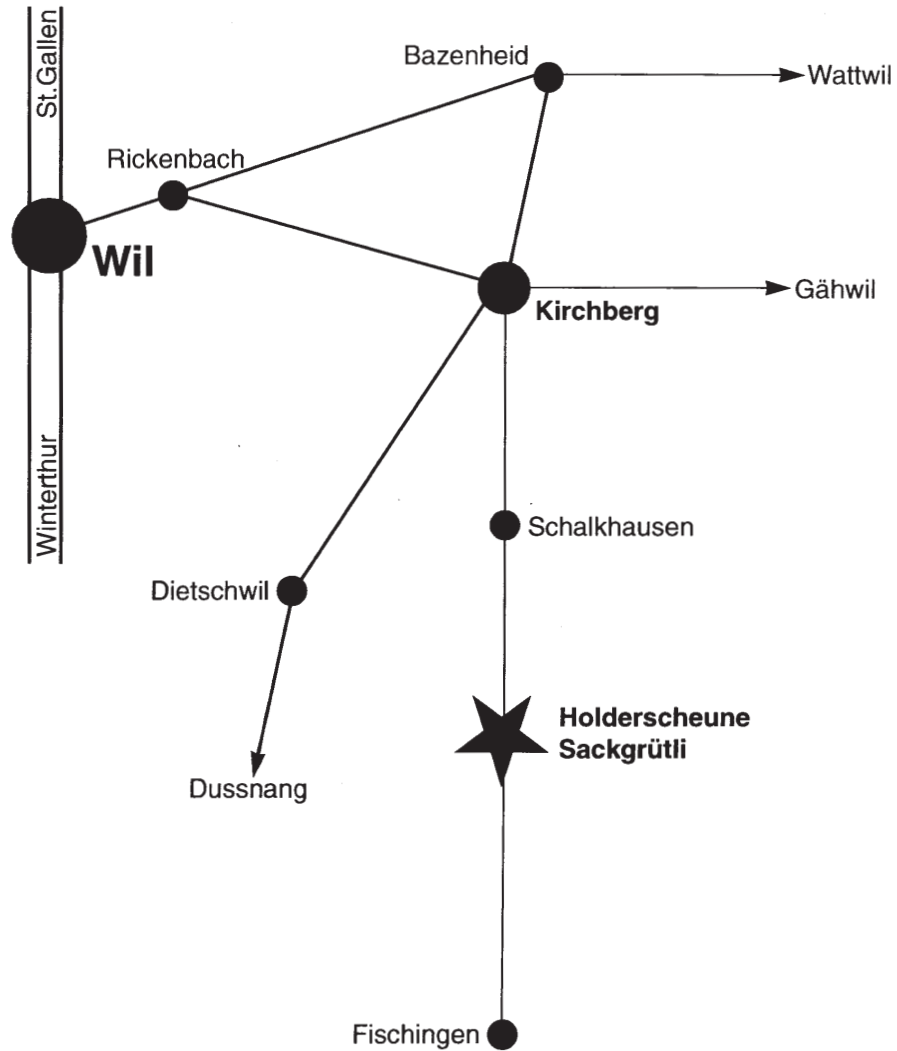 St.Gallen
Bazenheid
Wattwil
Rickenbach
Wil
Gähwil
Kirchberg
Winterthur
Schalkhausen
Dietschwil
Holderscheune
Sackgrütli
Dussnang
Fischingen